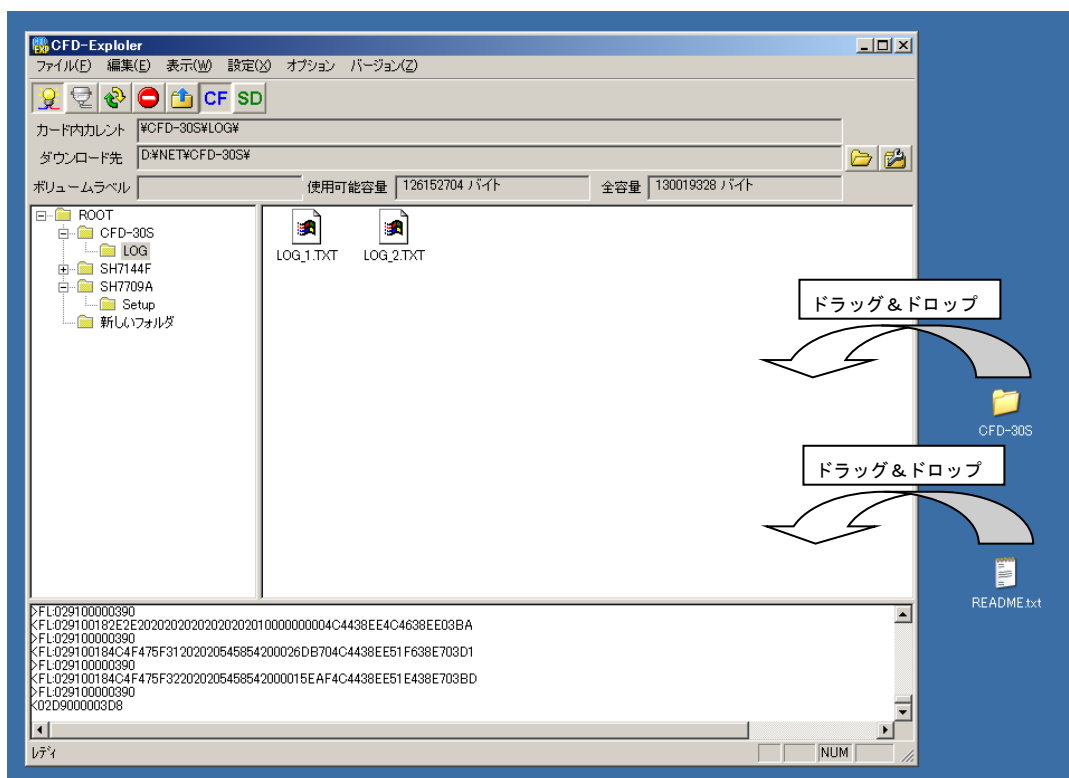 CFD-Exploler
ファイル(F) 編集(E) 表示(W) 設定(X) オプション バージョン(Z)
CF SD
カード内カレント ¥CFD-30S¥LOG¥
ダウンロード先 D:¥NET¥CFD-30S¥
ボリュームラベル 使用可能容量 126152704 バイト 全容量 130019328 バイト
ROOT
CFD-30S
LOG
SH7144F
SH7709A
Setup
新しいフォルダ
LOG_1.TXT LOG_2.TXT
ドラッグ&ドロップ
CFD-30S
ドラッグ&ドロップ
README.txt
>FL:029100000390
<FL:029100182E2E20202020202020202010000000004C4438EE4C4638EE03BA
>FL:029100000390
<FL:029100184C4F475F31202020545854200026DB704C4438EE51F638E703D1
>FL:029100000390
<FL:029100184C4F475F322020205458542000015EAF4C4438EE51E438E703BD
>FL:029100000390
<02D9000003D8
レディ NUM